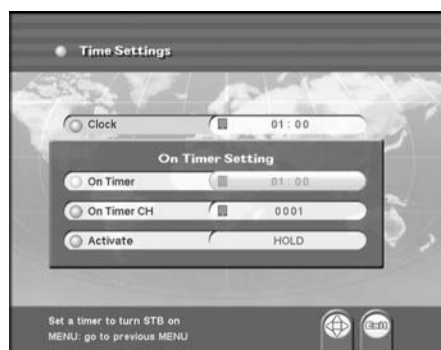 Time Settings
Clock 01 : 00
On Timer Setting
On Timer 01 : 00
On Timer CH 0001
Activate HOLD
Set a timer to turn STB on
MENU: go to previous MENU
Exit